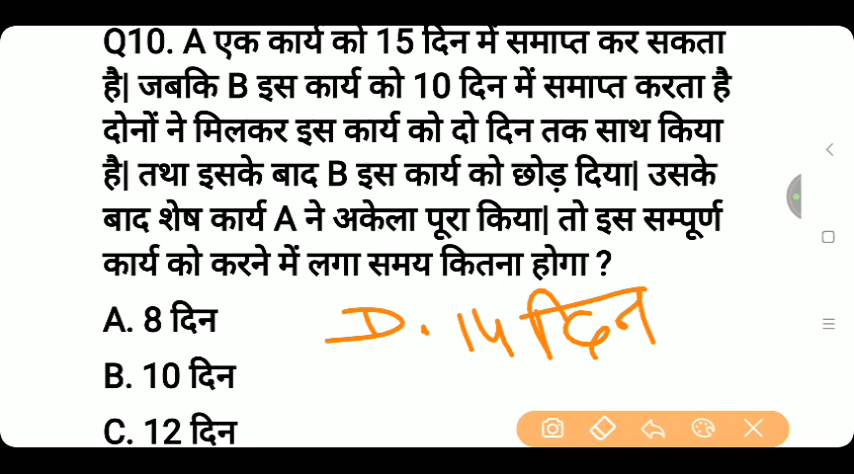 Q10. A एक कार्य को 15 दिन में समाप्त कर सकता
है| जबकि B इस कार्य को 10 दिन में समाप्त करता है
दोनों ने मिलकर इस कार्य को दो दिन तक साथ किया
है| तथा इसके बाद B इस कार्य को छोड़ दिया| उसके
बाद शेष कार्य A ने अकेला पूरा किया| तो इस सम्पूर्ण
कार्य को करने में लगा समय कितना होगा ?
A. 8 दिन
D. 14 दिन
B. 10 दिन
C. 12 दिन